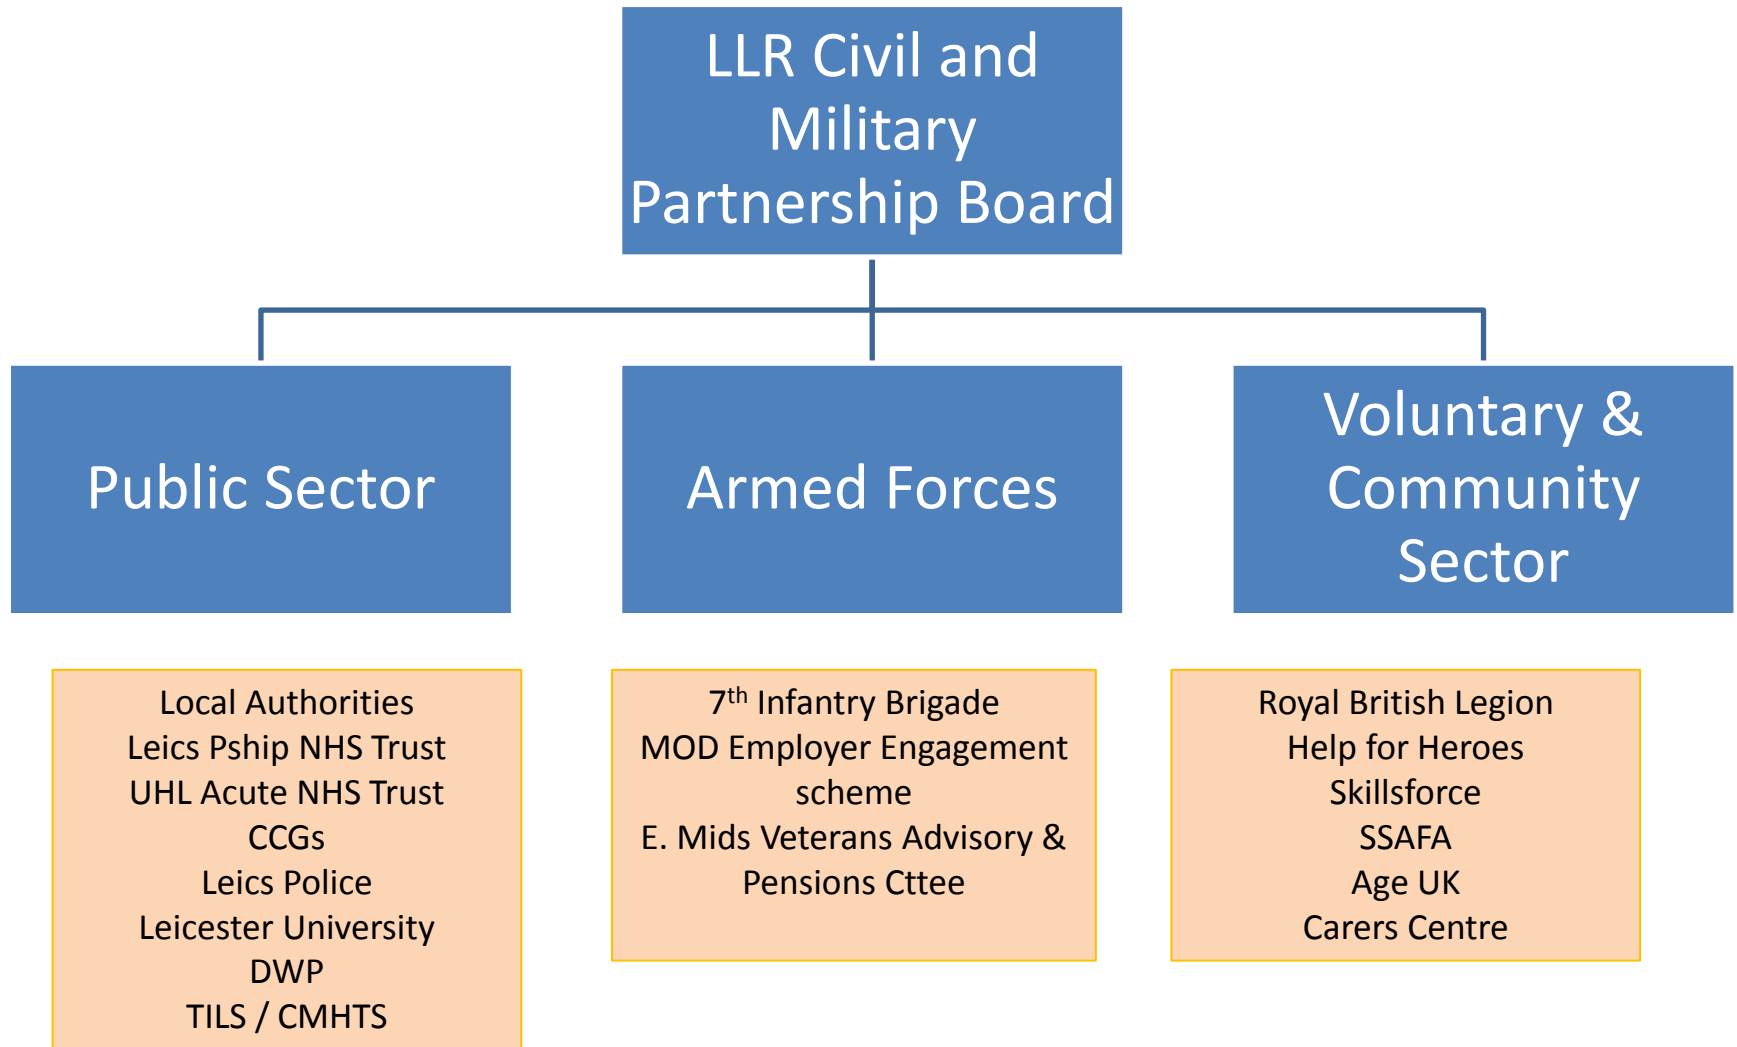 LLR Civil and
Military
Partnership Board
Public Sector
Armed Forces
Voluntary &
Community
Sector
Local Authorities
Leics Pship NHS Trust
UHL Acute NHS Trust
CCGs
Leics Police
Leicester University
DWP
TILS / CMHTS
7th Infantry Brigade
MOD Employer Engagement
scheme
E. Mids Veterans Advisory &
Pensions Cttee
Royal British Legion
Help for Heroes
Skillsforce
SSAFA
Age UK
Carers Centre